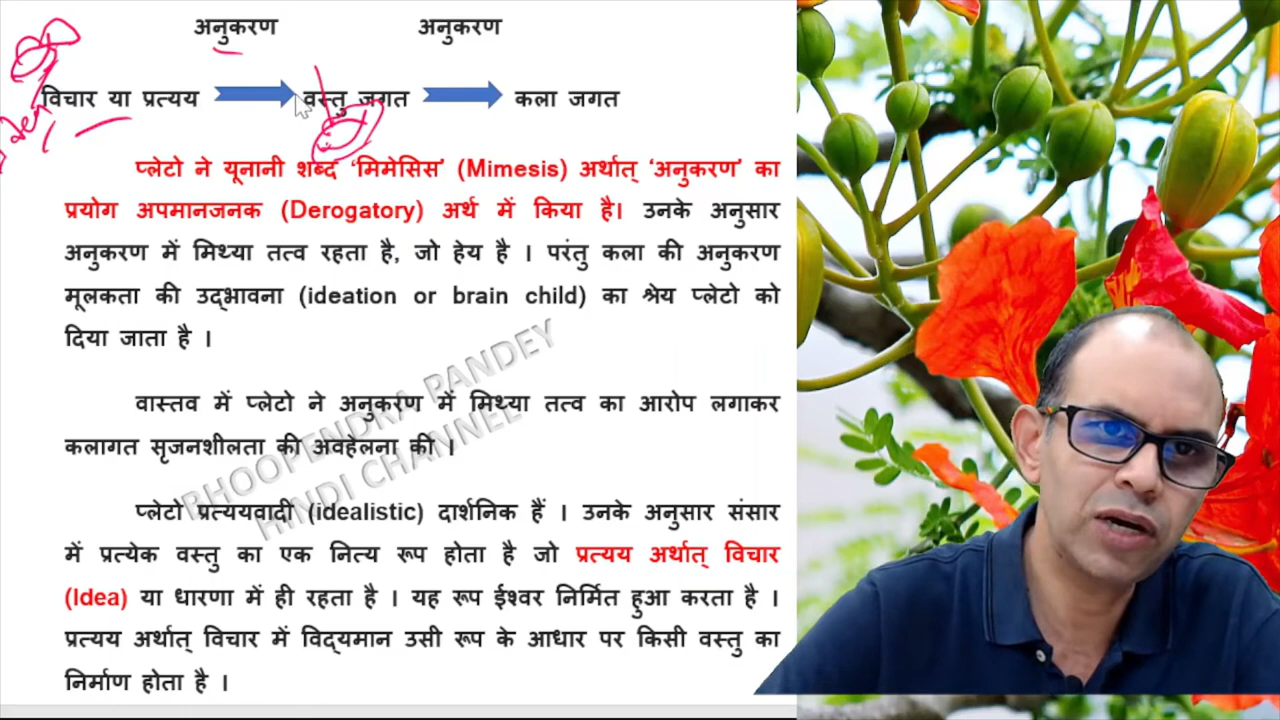 अनुकरण अनुकरण
विचार या प्रत्यय वस्तु जगत कला जगत
प्लेटो ने यूनानी शब्द ‘मिमेसिस’ (Mimesis) अर्थात् ‘अनुकरण’ का
प्रयोग अपमानजनक (Derogatory) अर्थ में किया है। उनके अनुसार
अनुकरण में मिथ्या तत्व रहता है, जो हेय है । परंतु कला की अनुकरण
मूलकता की उद्भावना (ideation or brain child) का श्रेय प्लेटो को
दिया जाता है ।
वास्तव में प्लेटो ने अनुकरण में मिथ्या तत्व का आरोप लगाकर
कलागत सृजनशीलता की अवहेलना की ।
प्लेटो प्रत्ययवादी (idealistic) दार्शनिक हैं । उनके अनुसार संसार
में प्रत्येक वस्तु का एक नित्य रूप होता है जो प्रत्यय अर्थात् विचार
(Idea) या धारणा में ही रहता है । यह रूप ईश्वर निर्मित हुआ करता है ।
प्रत्यय अर्थात् विचार में विद्यमान उसी रूप के आधार पर किसी वस्तु का
निर्माण होता है ।
BHOOPENDRA PANDEY
HINDI CHANNEL